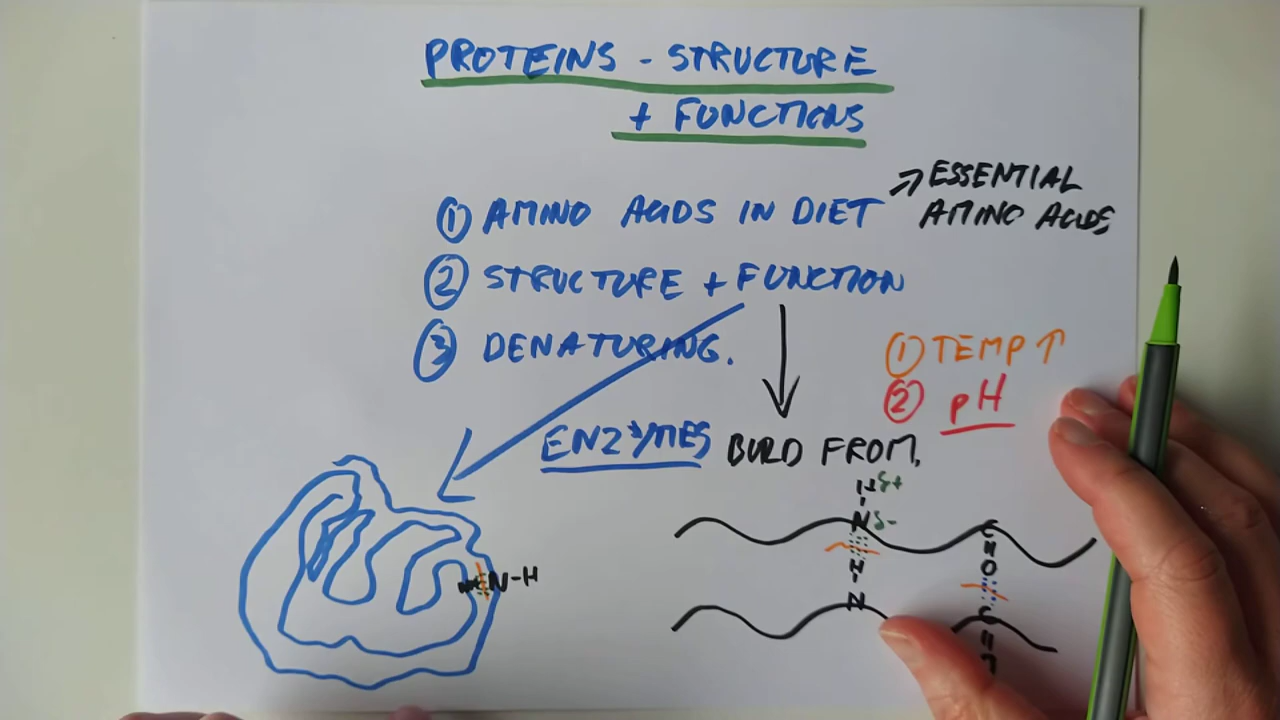 PROTEINS - STRUCTURE
+ FUNCTIONS
① AMINO ACIDS IN DIET
→ ESSENTIAL
AMINO ACIDS
② STRUCTURE + FUNCTION
③ DENATURING.
① TEMP ↑
② pH
ENZYMES
BUILD FROM.
H δ+
N δ-
H
N
C
O
C
N-H